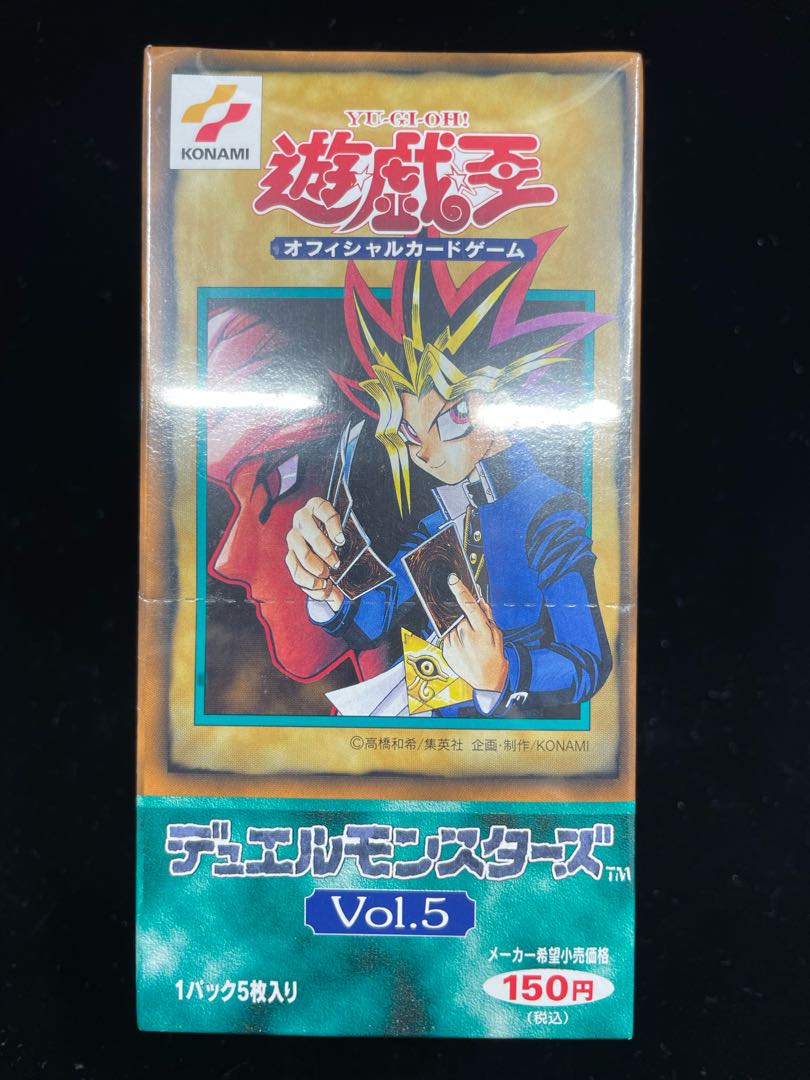 KONAMI
YU-GI-OH!
遊☆戯☆王
オフィシャルカードゲーム
©高橋和希/集英社 企画・制作/KONAMI
デュエルモンスターズ™
Vol.5
1パック5枚入り
メーカー希望小売価格
150円
(税込)